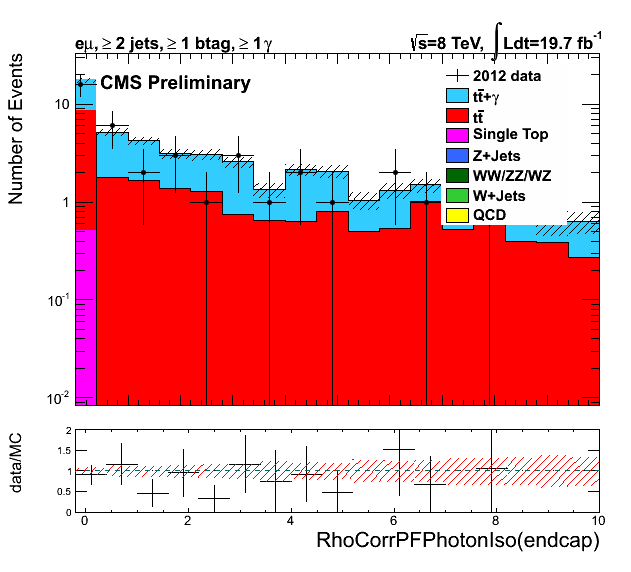 eμ, ≥ 2 jets, ≥ 1 btag, ≥ 1 γ
√s=8 TeV, ∫ Ldt=19.7 fb⁻¹
CMS Preliminary
2012 data
tt̄+γ
tt̄
Single Top
Z+Jets
WW/ZZ/WZ
W+Jets
QCD
Number of Events
10
1
10⁻¹
10⁻²
data/MC
2
1.5
1
0.5
0
0 2 4 6 8 10
RhoCorrPFPhotonIso(endcap)